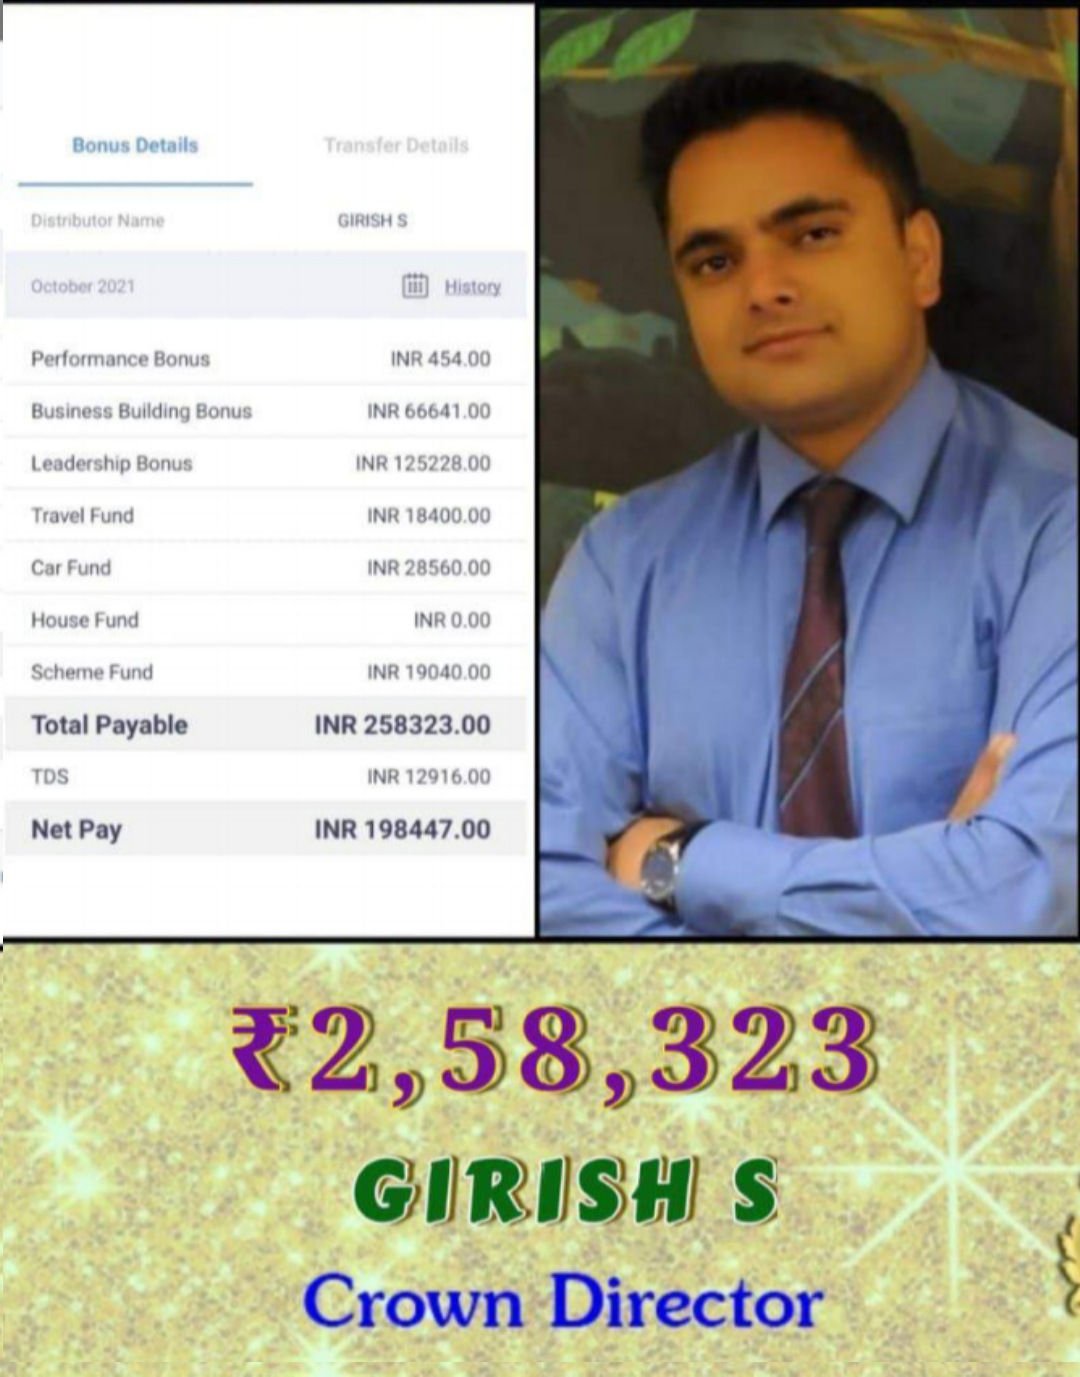 Bonus Details Transfer Details
Distributor Name GIRISH S
October 2021 History
Performance Bonus INR 454.00
Business Building Bonus INR 66641.00
Leadership Bonus INR 125228.00
Travel Fund INR 18400.00
Car Fund INR 28560.00
House Fund INR 0.00
Scheme Fund INR 19040.00
Total Payable INR 258323.00
TDS INR 12916.00
Net Pay INR 198447.00
₹2,58,323
GIRISH S
Crown Director